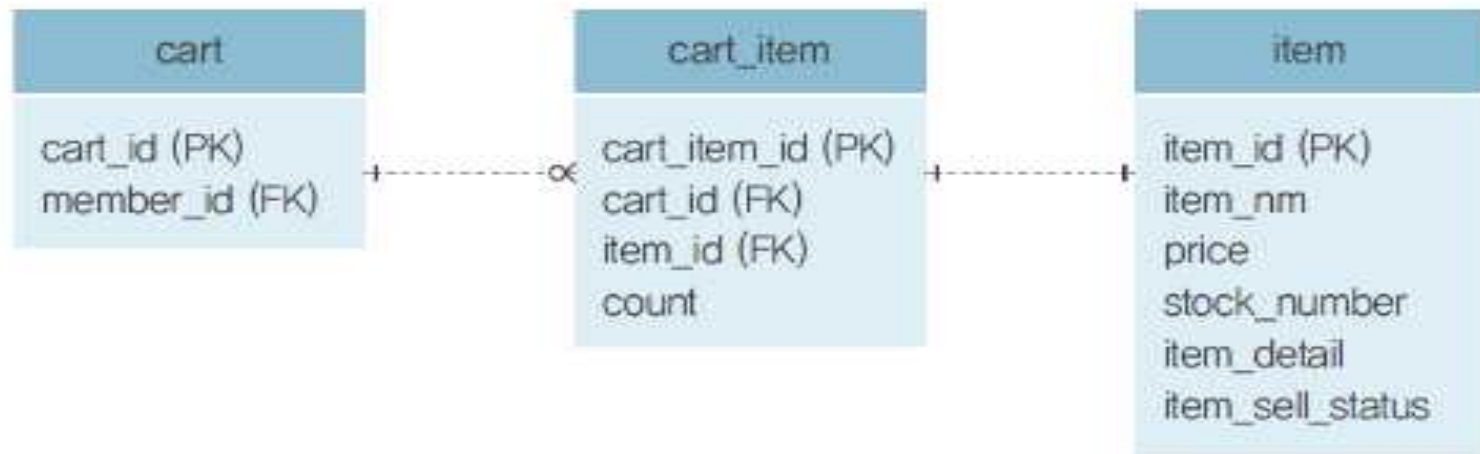 cart
cart_id (PK)
member_id (FK)
cart_item
cart_item_id (PK)
cart_id (FK)
item_id (FK)
count
item
item_id (PK)
item_nm
price
stock_number
item_detail
item_sell_status